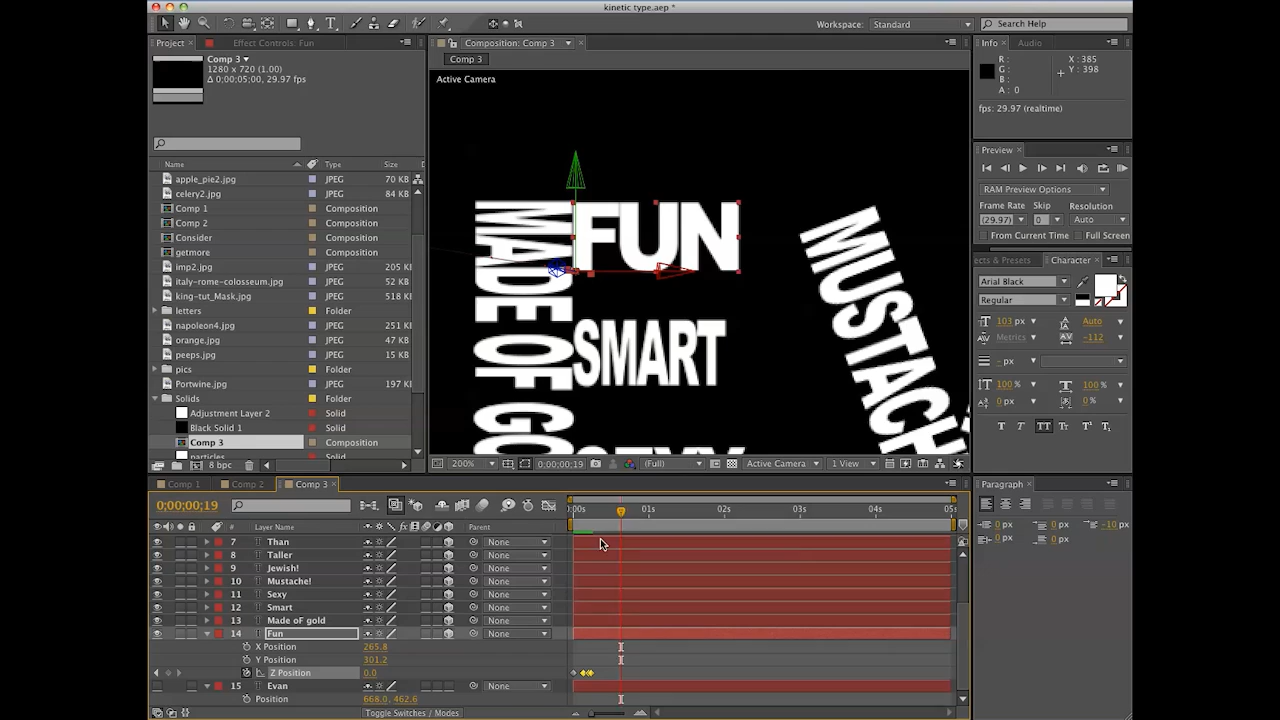 kinetic type.aep *
Workspace: Standard
Search Help
Project
Effect Controls: Fun
Composition: Comp 3
Info
Audio
Comp 3
1280 x 720 (1.00)
Δ 0;00;05;00, 29.97 fps
Comp 3
Active Camera
R :
G :
B :
A : 0
X : 385
Y : 398
fps: 29.97 (realtime)
Preview
RAM Preview Options
Frame Rate Skip Resolution
(29.97) 0 Auto
From Current Time Full Screen
ects & Presets Character
Arial Black
Regular
103 px Auto
Metrics -112
- px
100 % 100 %
0 px 0 %
T T TT Tr T¹ T₁
Name Type Size
apple_pie2.jpg JPEG 70 KB
celery2.jpg JPEG 84 KB
Comp 1 Composition
Comp 2 Composition
Consider Composition
getmore Composition
imp2.jpg JPEG 205 KB
italy-rome-colosseum.jpg JPEG 52 KB
king-tut_Mask.jpg JPEG 518 KB
letters Folder
napoleon4.jpg JPEG 251 KB
orange.jpg JPEG 47 KB
peeps.jpg JPEG 15 KB
pics Folder
Portwine.jpg JPEG 197 KB
Solids Folder
Adjustment Layer 2 Solid
Black Solid 1 Solid
Comp 3 Composition
particles
8 bpc
MADE OF GO
FUN
SMART
MUSTACH
200% 0;00;00;19 (Full) Active Camera 1 View
Comp 1 Comp 2 Comp 3
Paragraph
0 px 0 px -10 px
0 px 0 px
0;00;00;19
:00s 01s 02s 03s 04s 05s
# Layer Name Parent
7 Than None
8 Taller None
9 Jewish! None
10 Mustache! None
11 Sexy None
12 Smart None
13 Made oF gold None
14 Fun None
X Position 265.8
Y Position 301.2
Z Position 0.0
15 Evan None
Position 668.0, 462.6
Toggle Switches / Modes